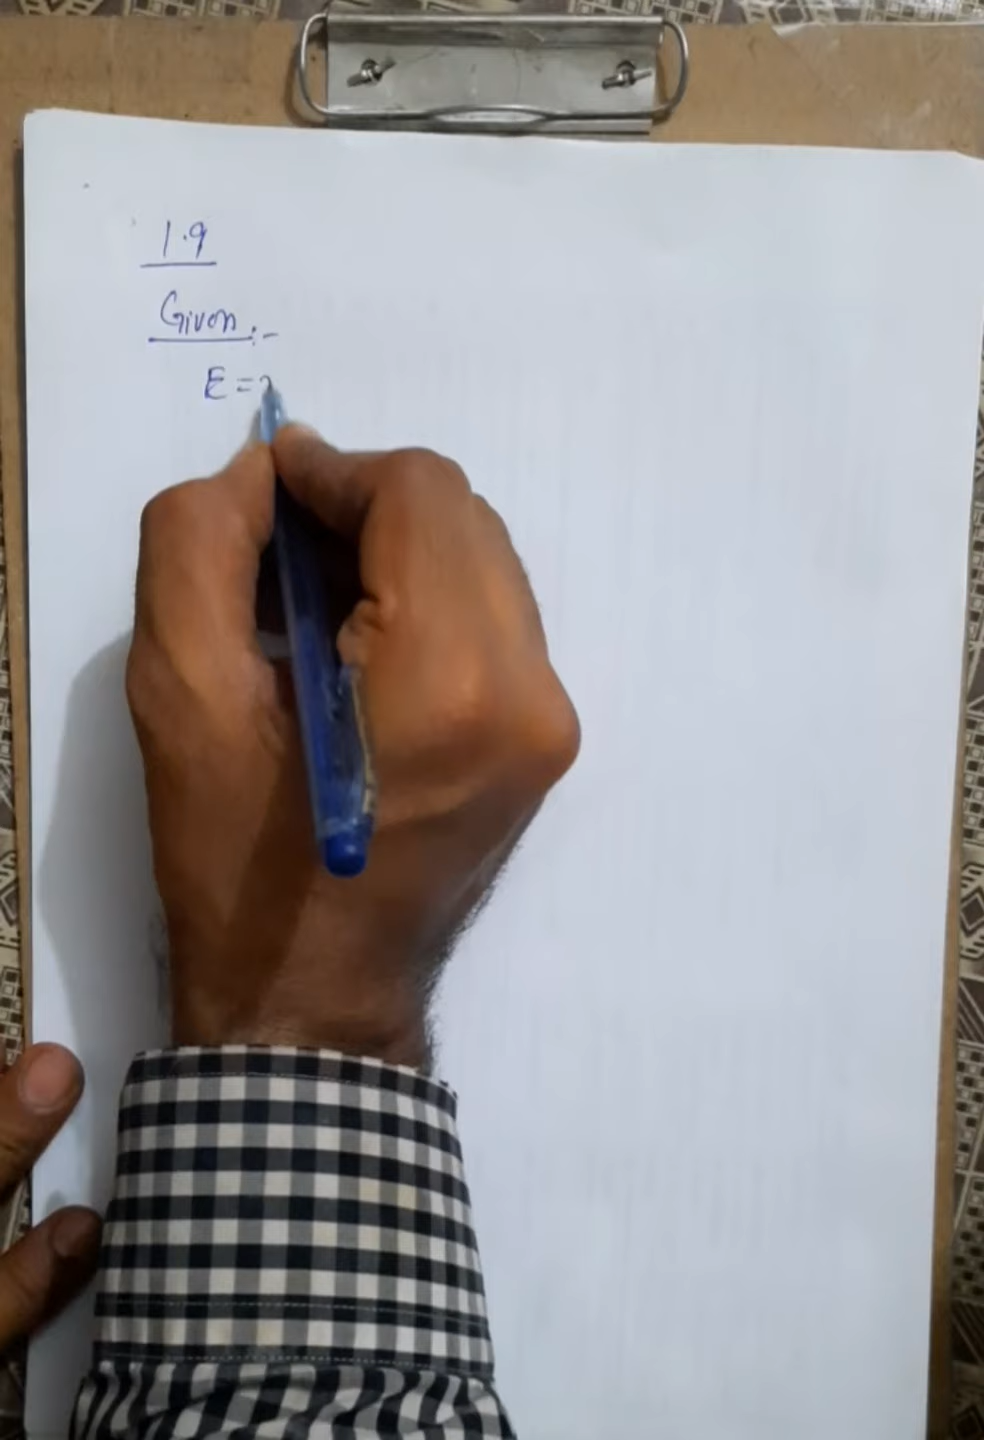 1.9
Given :-
E =